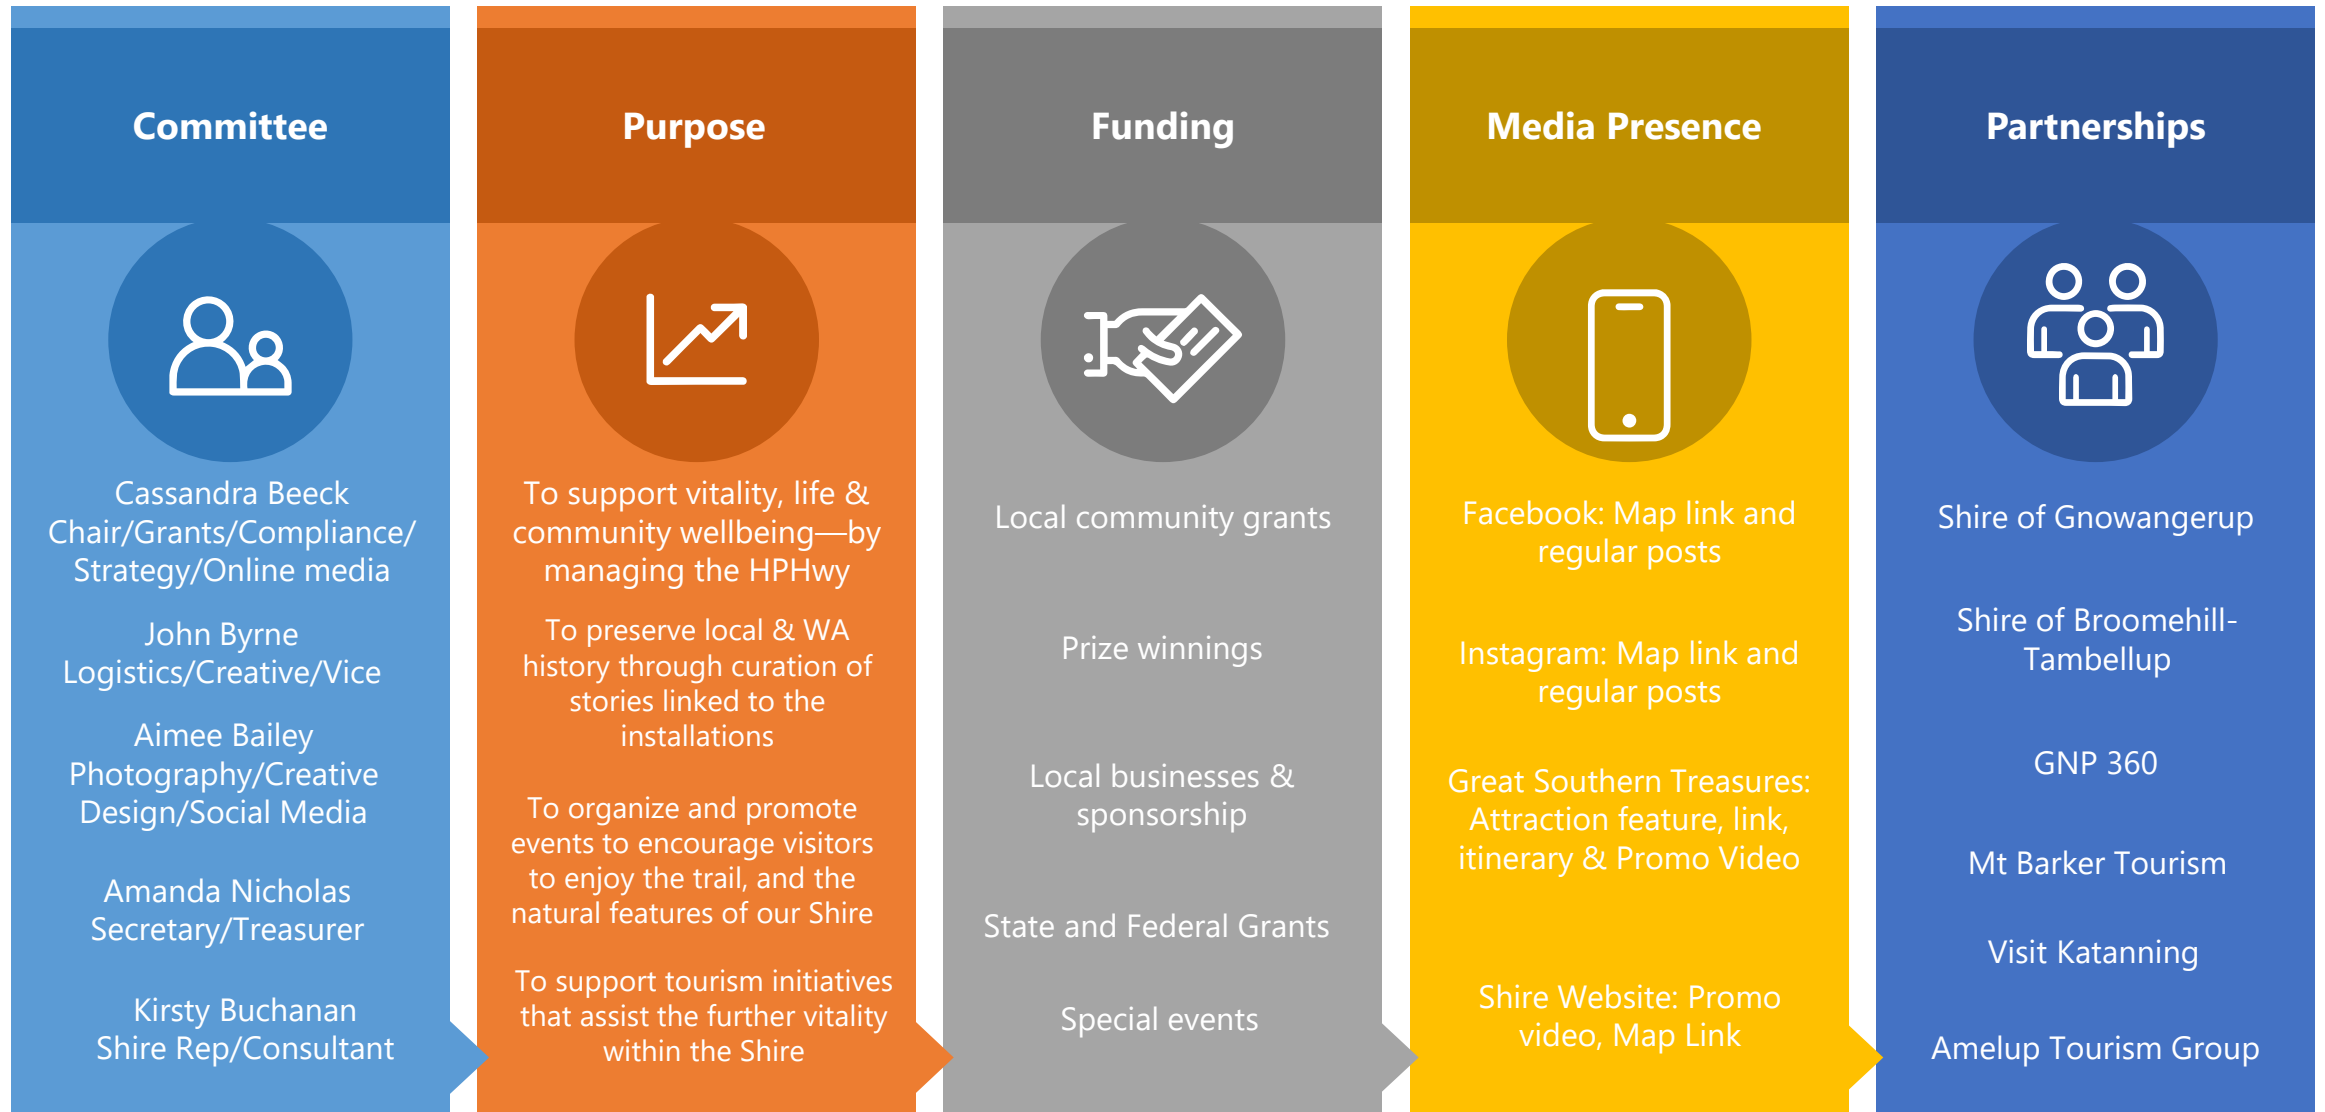 Committee
Cassandra Beeck
Chair/Grants/Compliance/
Strategy/Online media
John Byrne
Logistics/Creative/Vice
Aimee Bailey
Photography/Creative
Design/Social Media
Amanda Nicholas
Secretary/Treasurer
Kirsty Buchanan
Shire Rep/Consultant
Purpose
To support vitality, life &
community wellbeing—by
managing the HPHwy
To preserve local & WA
history through curation of
stories linked to the
installations
To organize and promote
events to encourage visitors
to enjoy the trail, and the
natural features of our Shire
To support tourism initiatives
that assist the further vitality
within the Shire
Funding
Local community grants
Prize winnings
Local businesses &
sponsorship
State and Federal Grants
Special events
Media Presence
Facebook: Map link and
regular posts
Instagram: Map link and
regular posts
Great Southern Treasures:
Attraction feature, link,
itinerary & Promo Video
Shire Website: Promo
video, Map Link
Partnerships
Shire of Gnowangerup
Shire of Broomehill-
Tambellup
GNP 360
Mt Barker Tourism
Visit Katanning
Amelup Tourism Group